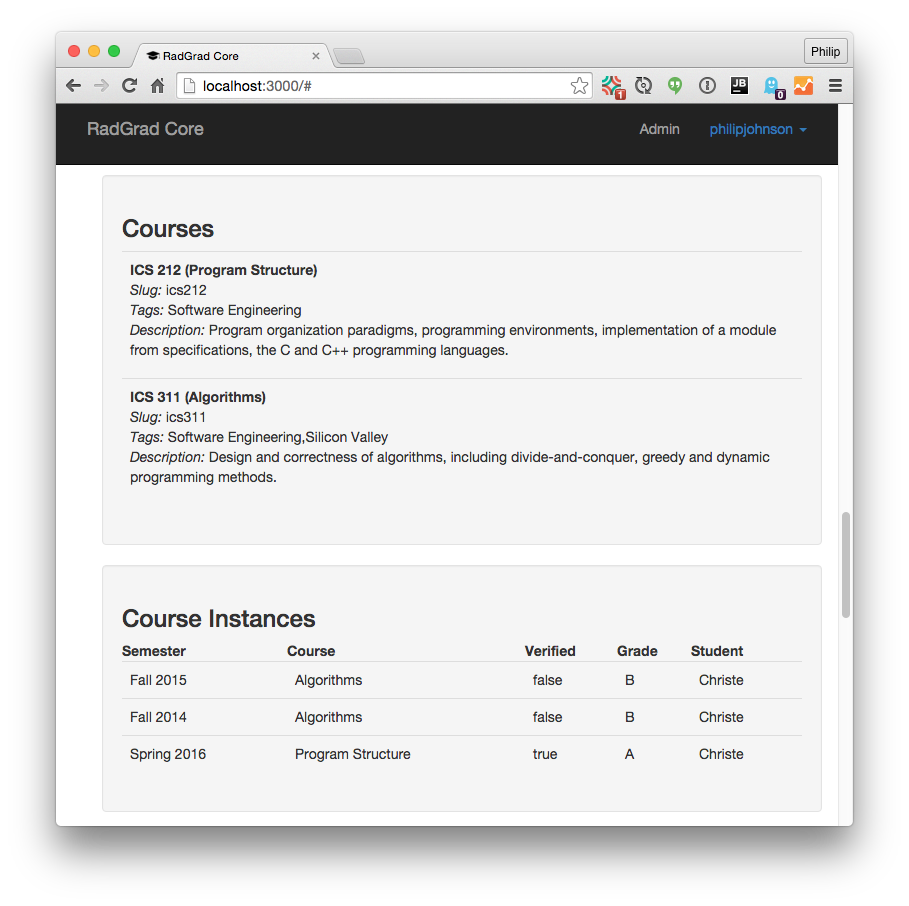 RadGrad Core
Philip
localhost:3000/#
1
JB
0
RadGrad Core Admin philipjohnson
Courses
ICS 212 (Program Structure)
Slug: ics212
Tags: Software Engineering
Description: Program organization paradigms, programming environments, implementation of a module
from specifications, the C and C++ programming languages.
ICS 311 (Algorithms)
Slug: ics311
Tags: Software Engineering,Silicon Valley
Description: Design and correctness of algorithms, including divide-and-conquer, greedy and dynamic
programming methods.
Course Instances
Semester Course Verified Grade Student
Fall 2015 Algorithms false B Christe
Fall 2014 Algorithms false B Christe
Spring 2016 Program Structure true A Christe